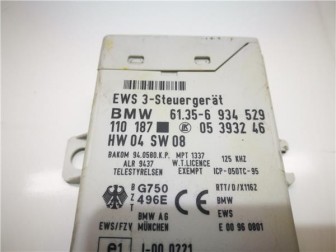 EWS 3-Steuergerät
BMW 61.35-6 934 529
110 187 05 3932 46
HW 04 SW 08
BAKOM 94.0580.K.P. MPT 1337 125 KHZ
ALR 9437 W.T.LICENCE
TELESTYRELSEN EXEMPT ICP-050TC-95
B G750 RTT/D/X1162
Z 496E BMW
T BMW AG EWS
EWS/FZV MÜNCHEN E 00 96 0801
e1 I-00 0221